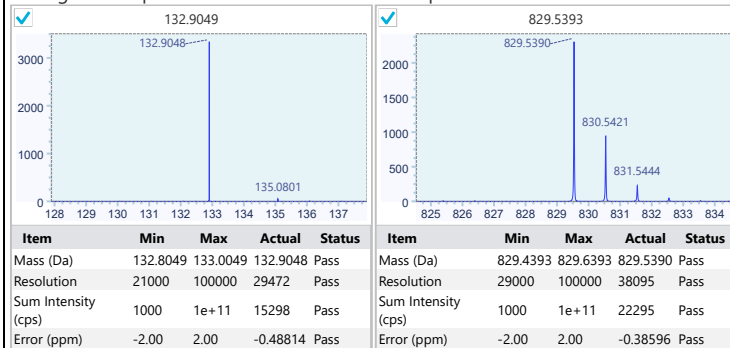 132.9049
132.9048
135.0801
3000
2000
1000
0
128 129 130 131 132 133 134 135 136 137
Item Min Max Actual Status
Mass (Da) 132.8049 133.0049 132.9048 Pass
Resolution 21000 100000 29472 Pass
Sum Intensity (cps) 1000 1e+11 15298 Pass
Error (ppm) -2.00 2.00 -0.48814 Pass
829.5393
829.5390
830.5421
831.5444
2000
1500
1000
500
0
825 826 827 828 829 830 831 832 833 834
Item Min Max Actual Status
Mass (Da) 829.4393 829.6393 829.5390 Pass
Resolution 29000 100000 38095 Pass
Sum Intensity (cps) 1000 1e+11 22295 Pass
Error (ppm) -2.00 2.00 -0.38596 Pass